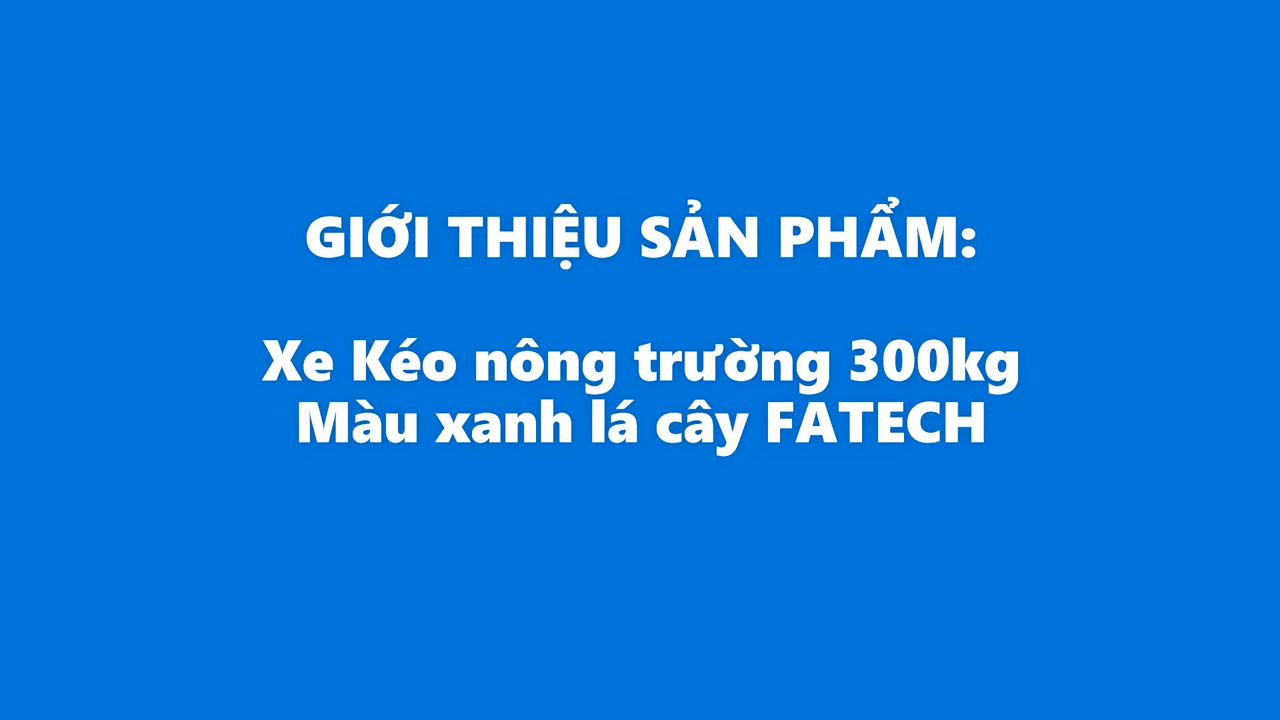 GIỚI THIỆU SẢN PHẨM:
Xe Kéo nông trường 300kg
Màu xanh lá cây FATECH